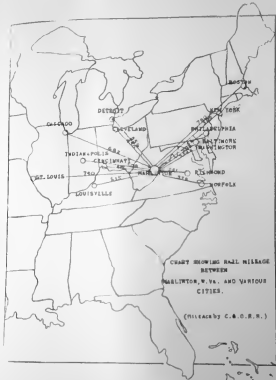 BOSTON
DETROIT
NEW YORK
CHICAGO
CLEVELAND
PHILADELPHIA
BALTIMORE
WASHINGTON
INDIANAPOLIS
CINCINNATI
ST. LOUIS
RICHMOND
NORFOLK
LOUISVILLE
CHART SHOWING RAIL MILEAGE
BETWEEN
MARLINTON, W. VA. AND VARIOUS
CITIES.
(Mileage by C. & O. R. R.)